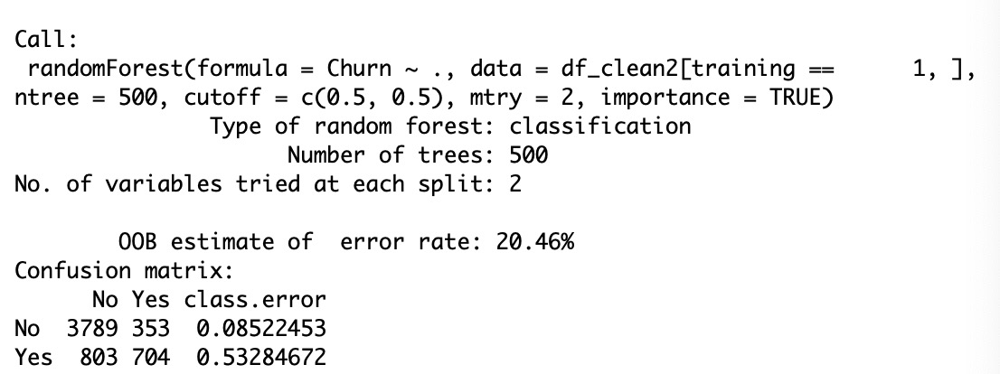 Call:
 randomForest(formula = Churn ~ ., data = df_clean2[training ==      1, ],
ntree = 500, cutoff = c(0.5, 0.5), mtry = 2, importance = TRUE)
               Type of random forest: classification
                     Number of trees: 500
No. of variables tried at each split: 2

        OOB estimate of  error rate: 20.46%
Confusion matrix:
      No Yes class.error
No  3789 353  0.08522453
Yes  803 704  0.53284672